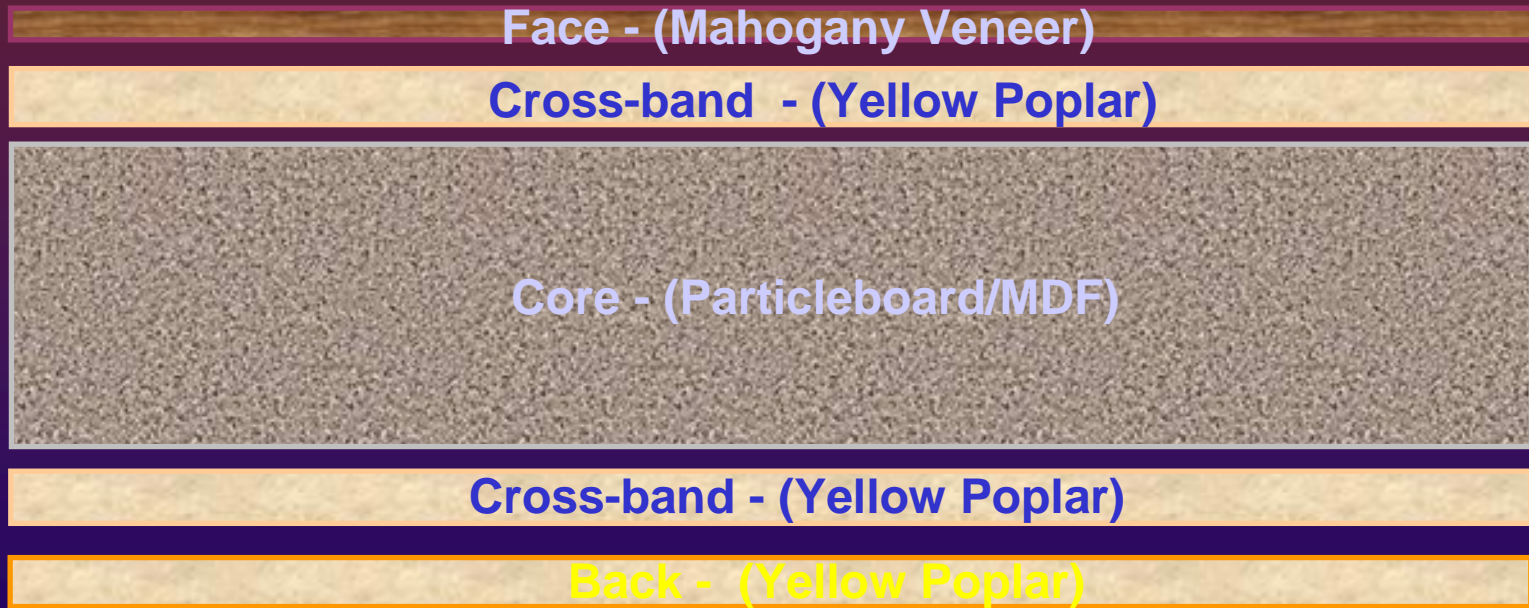 Face - (Mahogany Veneer)
Cross-band - (Yellow Poplar)
Core - (Particleboard/MDF)
Cross-band - (Yellow Poplar)
Back - (Yellow Poplar)